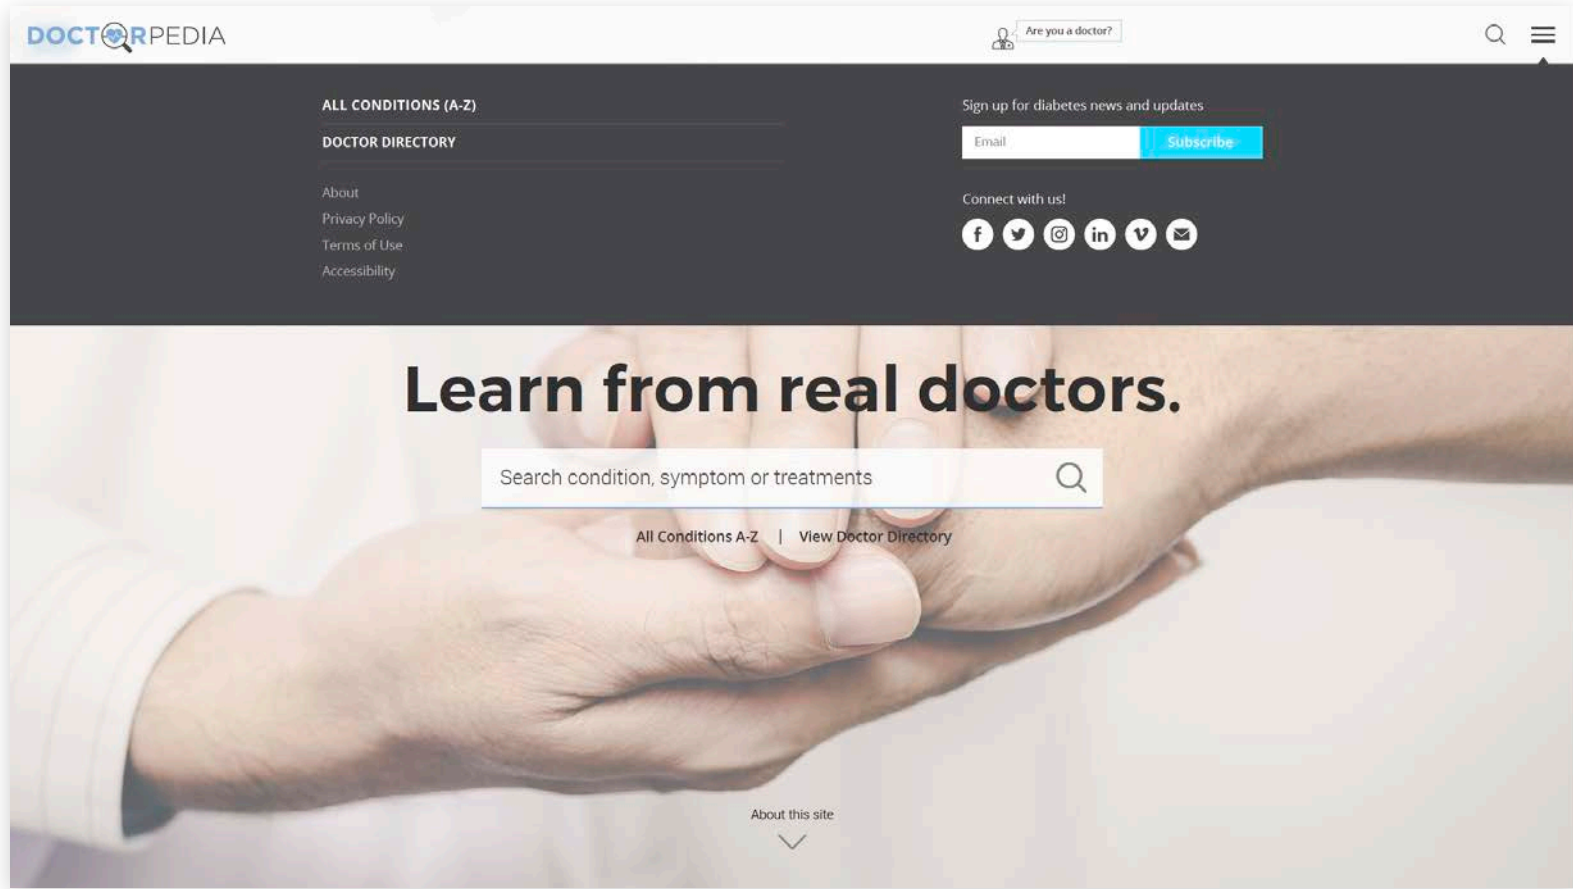 DOCTORPEDIA
Are you a doctor?
ALL CONDITIONS (A-Z)
DOCTOR DIRECTORY
About
Privacy Policy
Terms of Use
Accessibility
Sign up for diabetes news and updates
Email
Subscribe
Connect with us!
Learn from real doctors.
Search condition, symptom or treatments
All Conditions A-Z | View Doctor Directory
About this site